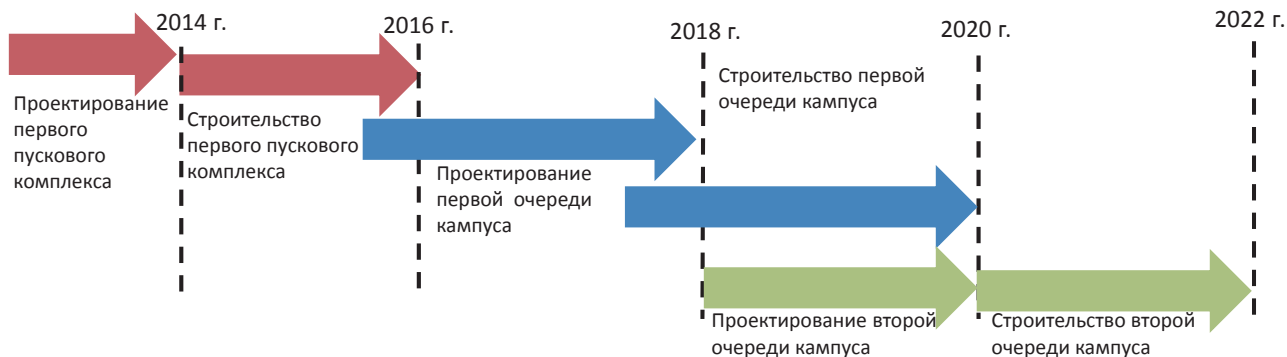 2014 г.
2016 г.
2018 г.
2020 г.
2022 г.
Проектирование
первого
пускового
комплекса
Строительство
первого пускового
комплекса
Проектирование
первой очереди
кампуса
Строительство первой
очереди кампуса
Проектирование второй
очереди кампуса
Строительство второй
очереди кампуса